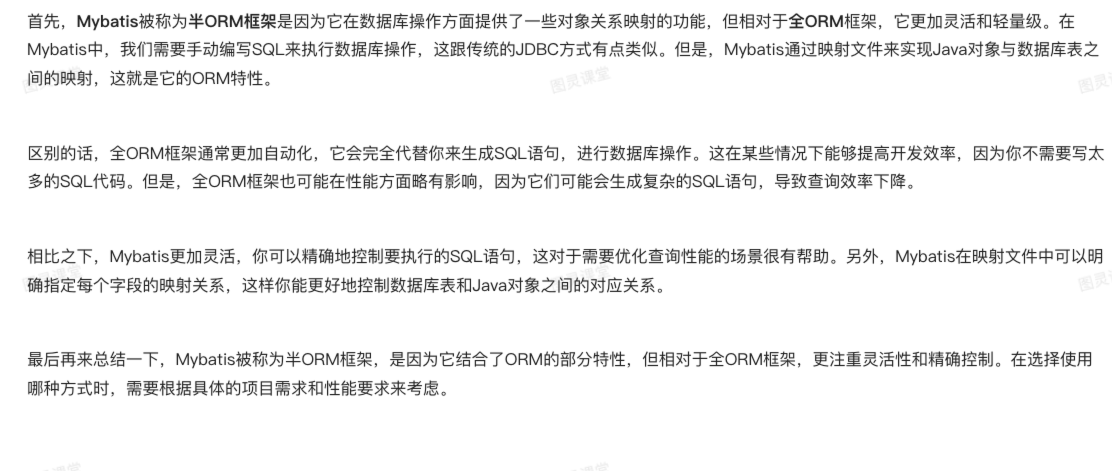 首先，Mybatis被称为半ORM框架是因为它在数据库操作方面提供了一些对象关系映射的功能，但相对于全ORM框架，它更加灵活和轻量级。在
Mybatis中，我们需要手动编写SQL来执行数据库操作，这跟传统的JDBC方式有点类似。但是，Mybatis通过映射文件来实现Java对象与数据库表之
间的映射，这就是它的ORM特性。
图灵课堂
图灵课堂
图灵课
区别的话，全ORM框架通常更加自动化，它会完全代替你来生成SQL语句，进行数据库操作。这在某些情况下能够提高开发效率，因为你不需要写太
多的SQL代码。但是，全ORM框架也可能在性能方面略有影响，因为它们可能会生成复杂的SQL语句，导致查询效率下降。
相比之下，Mybatis更加灵活，你可以精确地控制要执行的SQL语句，这对于需要优化查询性能的场景很有帮助。另外，Mybatis在映射文件中可以明
确指定每个字段的映射关系，这样你能更好地控制数据库表和Java对象之间的对应关系。
最后再来总结一下，Mybatis被称为半ORM框架，是因为它结合了ORM的部分特性，但相对于全ORM框架，更注重灵活性和精确控制。在选择使用
哪种方式时，需要根据具体的项目需求和性能要求来考虑。